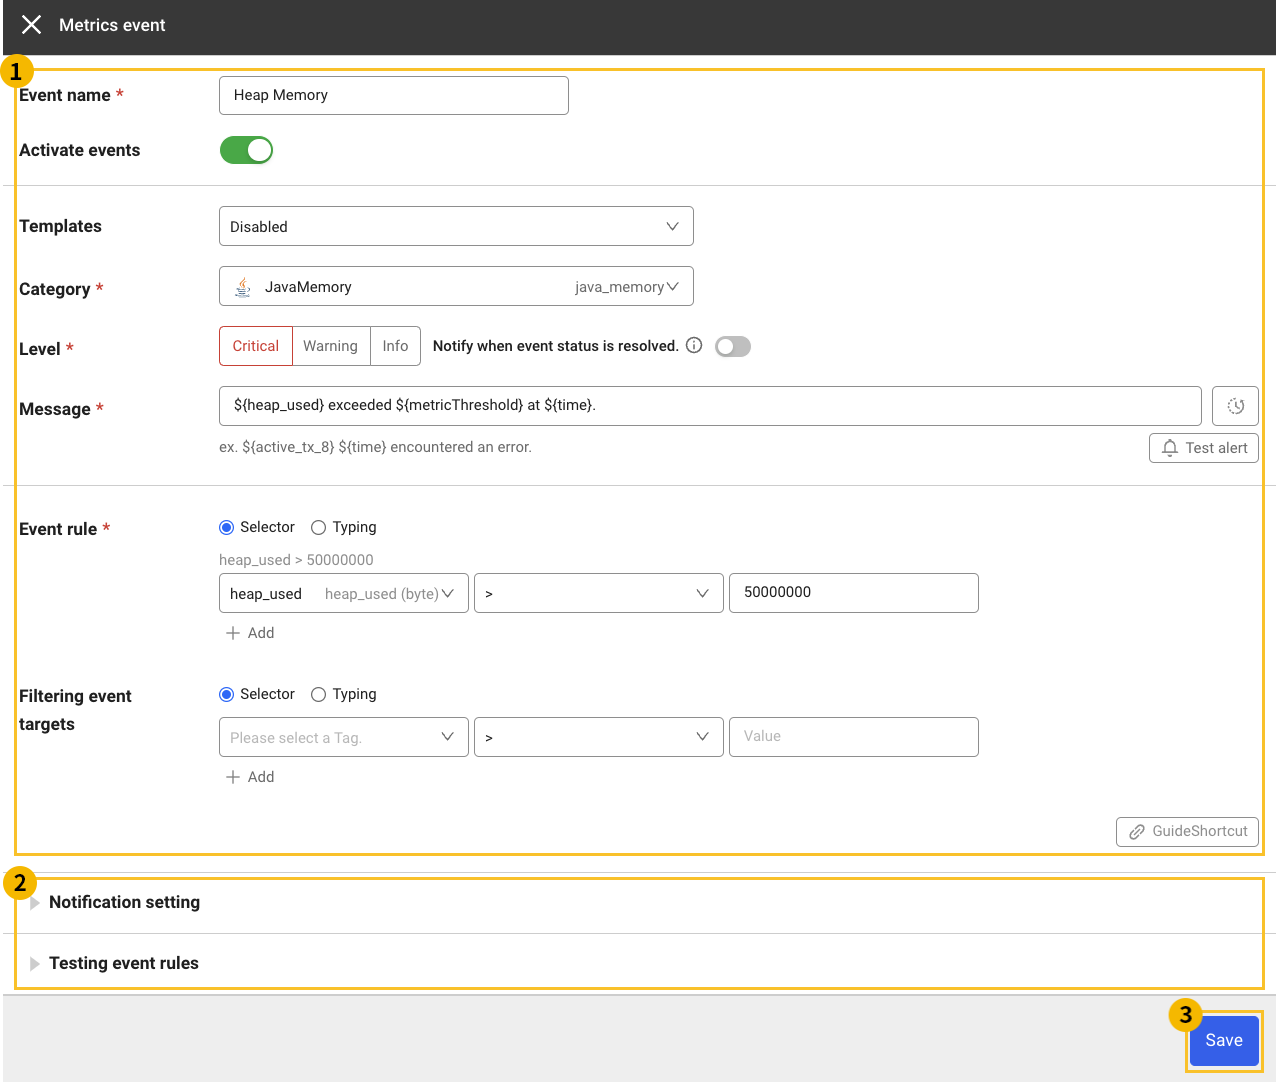 Metrics event
1
Event name *
Heap Memory
Activate events
Templates
Disabled
Category *
JavaMemory java_memory
Level *
Critical Warning Info Notify when event status is resolved.
Message *
${heap_used} exceeded ${metricThreshold} at ${time}.
ex. ${active_tx_8} ${time} encountered an error.
Test alert
Event rule *
Selector Typing
heap_used > 50000000
heap_used heap_used (byte) > 50000000
Add
Filtering event
targets
Selector Typing
Please select a Tag. > Value
Add
GuideShortcut
2
Notification setting
Testing event rules
3
Save